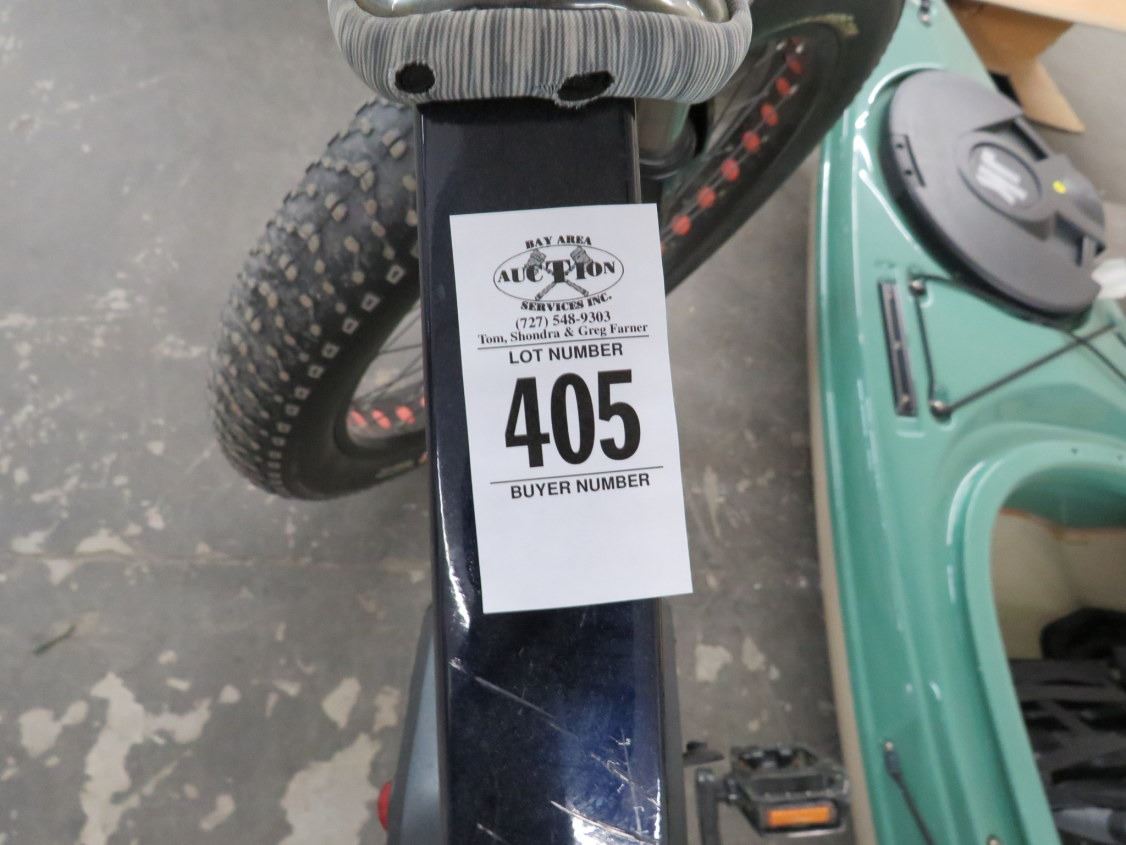 BAY AREA
AUCTION
SERVICES INC.
(727) 548-9303
Tom, Shondra & Greg Farner
LOT NUMBER
405
BUYER NUMBER